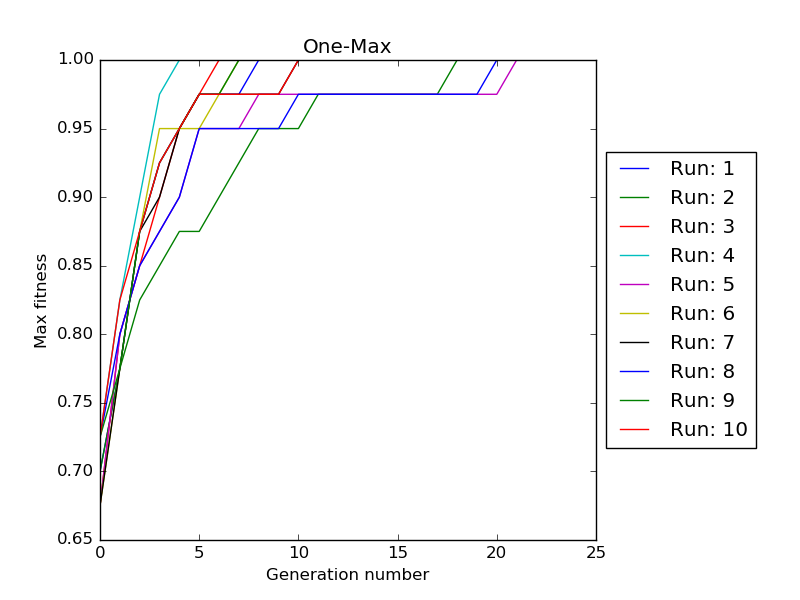 One-Max
1.00
0.95
0.90
0.85
0.80
0.75
0.70
0.65
Max fitness
0 5 10 15 20 25
Generation number
Run: 1
Run: 2
Run: 3
Run: 4
Run: 5
Run: 6
Run: 7
Run: 8
Run: 9
Run: 10